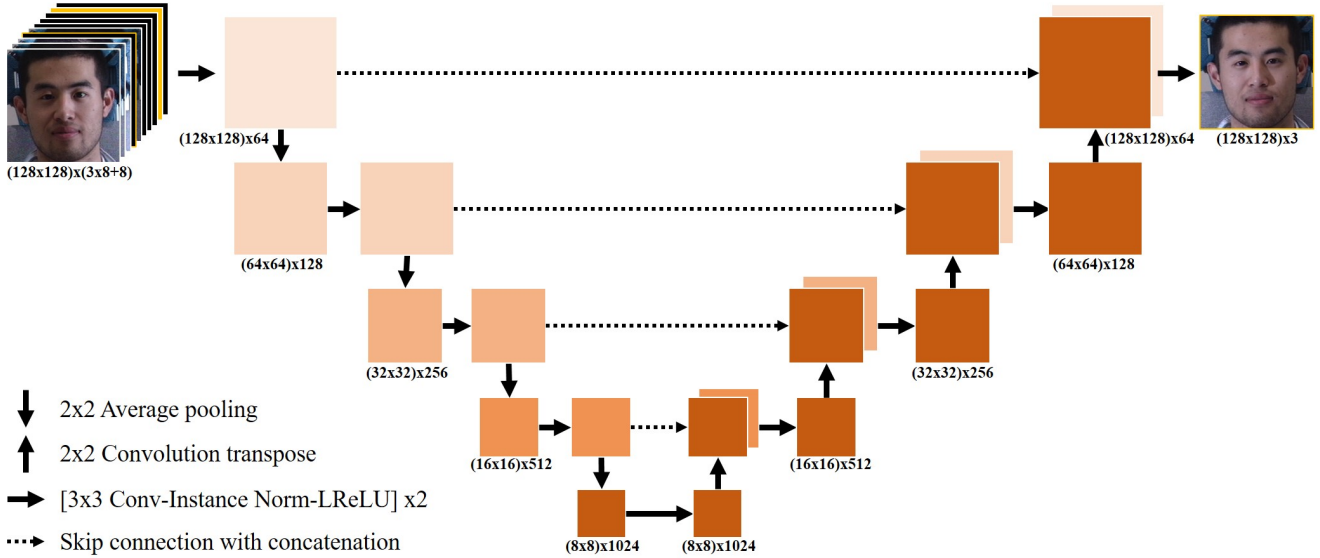 (128x128)x(3x8+8)
(128x128)x64
(128x128)x64
(128x128)x3
(64x64)x128
(64x64)x128
(32x32)x256
(32x32)x256
(16x16)x512
(16x16)x512
(8x8)x1024
(8x8)x1024
2x2 Average pooling
2x2 Convolution transpose
[3x3 Conv-Instance Norm-LReLU] x2
Skip connection with concatenation